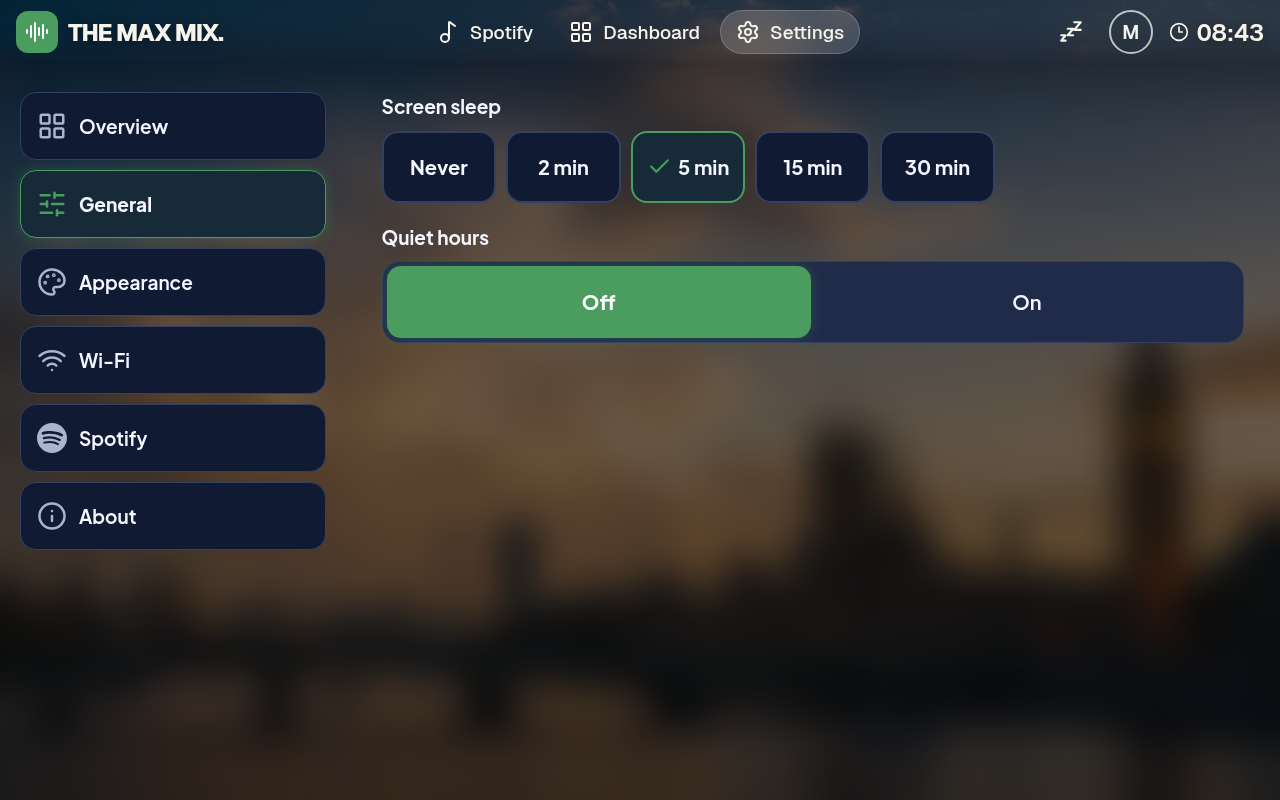 THE MAX MIX.
Spotify
Dashboard
Settings
zzz
M
08:43
Overview
General
Appearance
Wi-Fi
Spotify
About
Screen sleep
Never
2 min
5 min
15 min
30 min
Quiet hours
Off
On